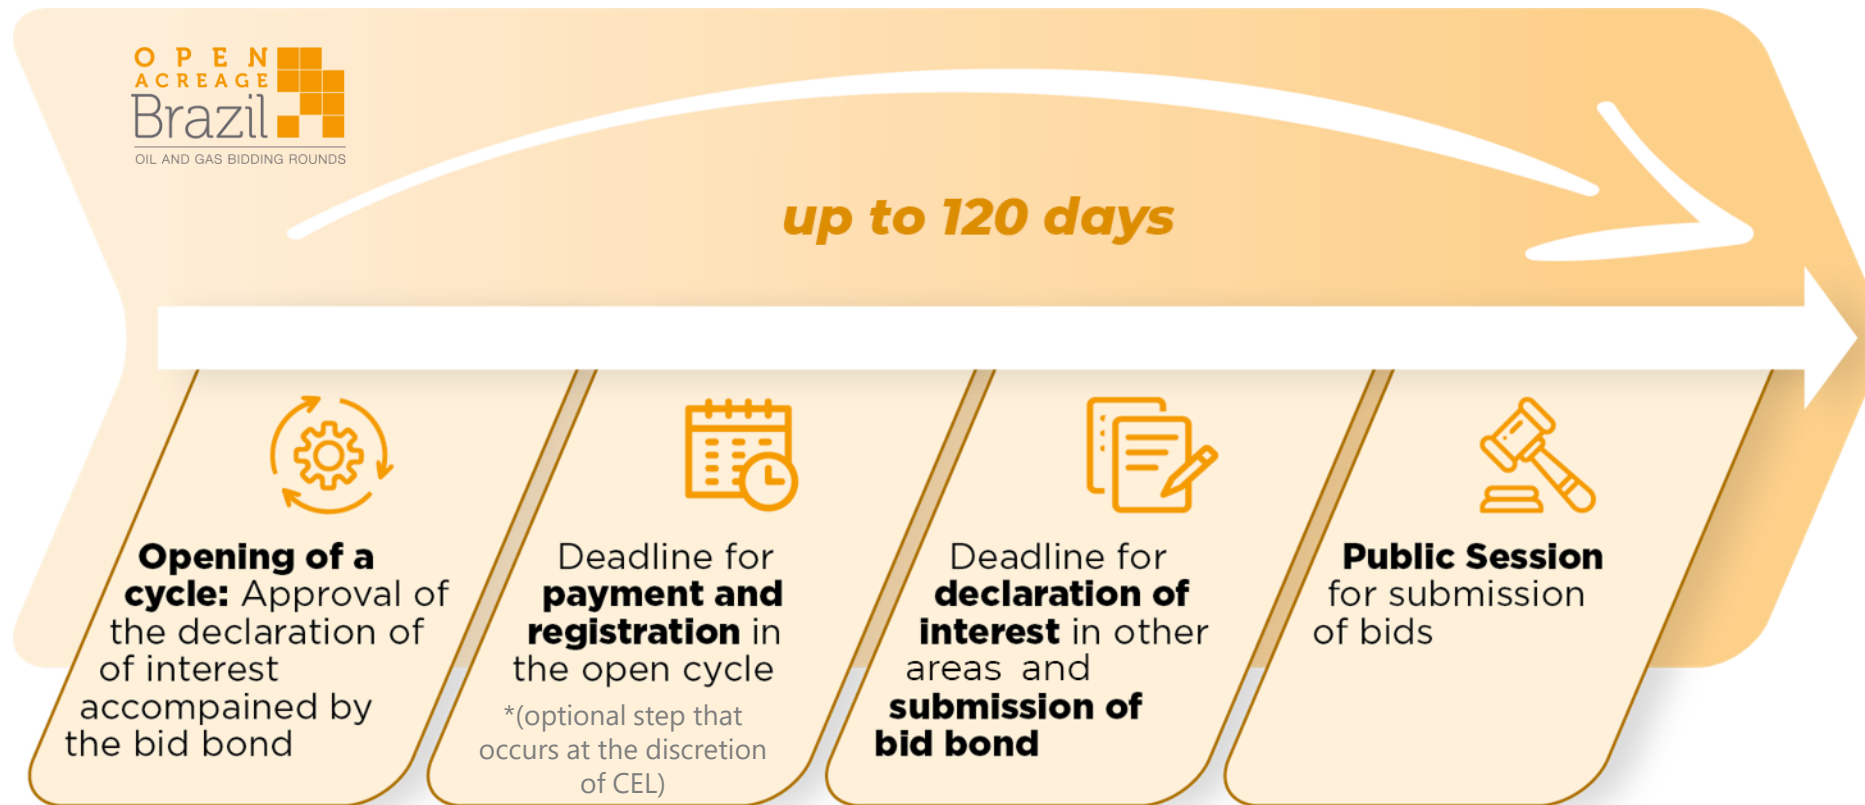 OPEN
ACREAGE
Brazil
OIL AND GAS BIDDING ROUNDS
up to 120 days
Opening of a
cycle: Approval of
the declaration of
of interest
accompained by
the bid bond
Deadline for
payment and
registration in
the open cycle
*(optional step that
occurs at the discretion
of CEL)
Deadline for
declaration of
interest in other
areas and
submission of
bid bond
Public Session
for submission
of bids